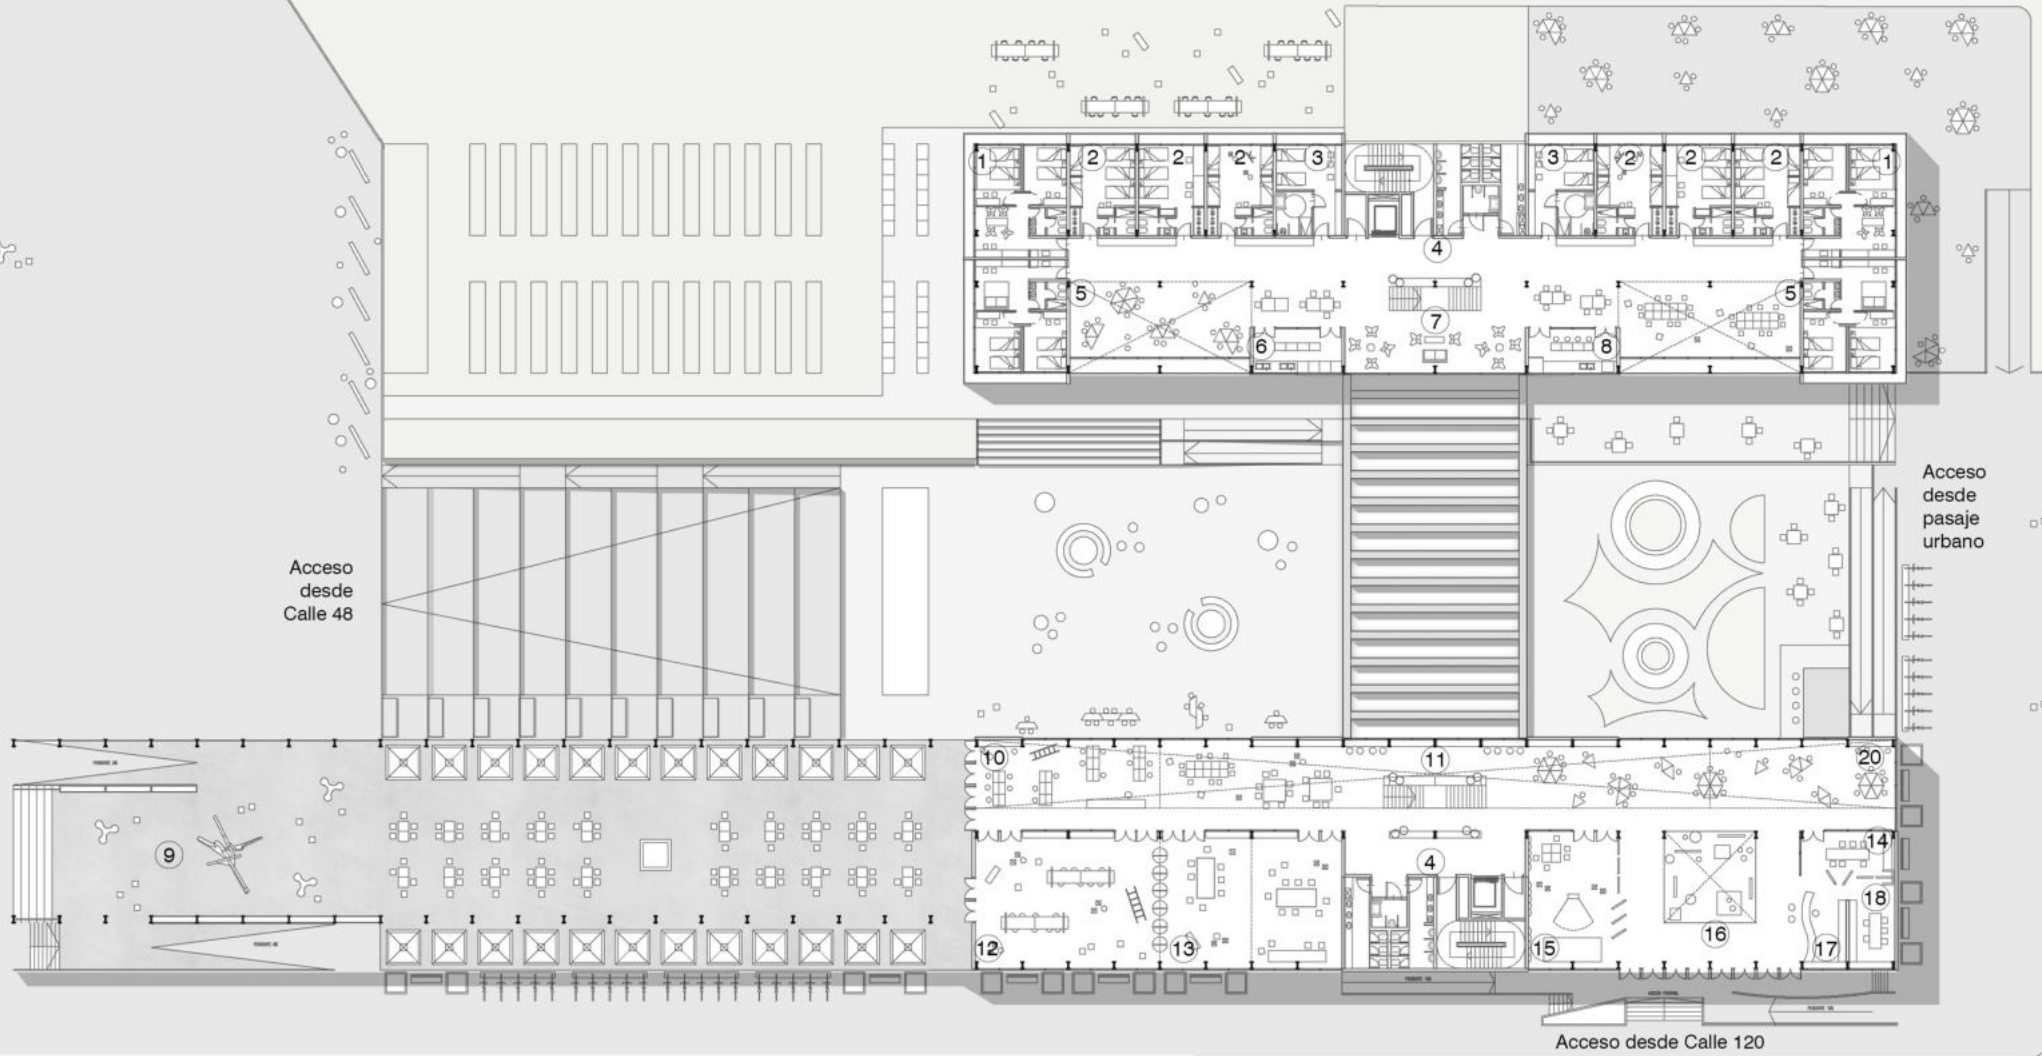 1 2 2 2 3 3 2 2 2 1
4
5 5
7
6 8
Acceso
desde
pasaje
urbano
Acceso
desde
Calle 48
10 11 20
9
4
14
18
12 13 15 16 17
Acceso desde Calle 120